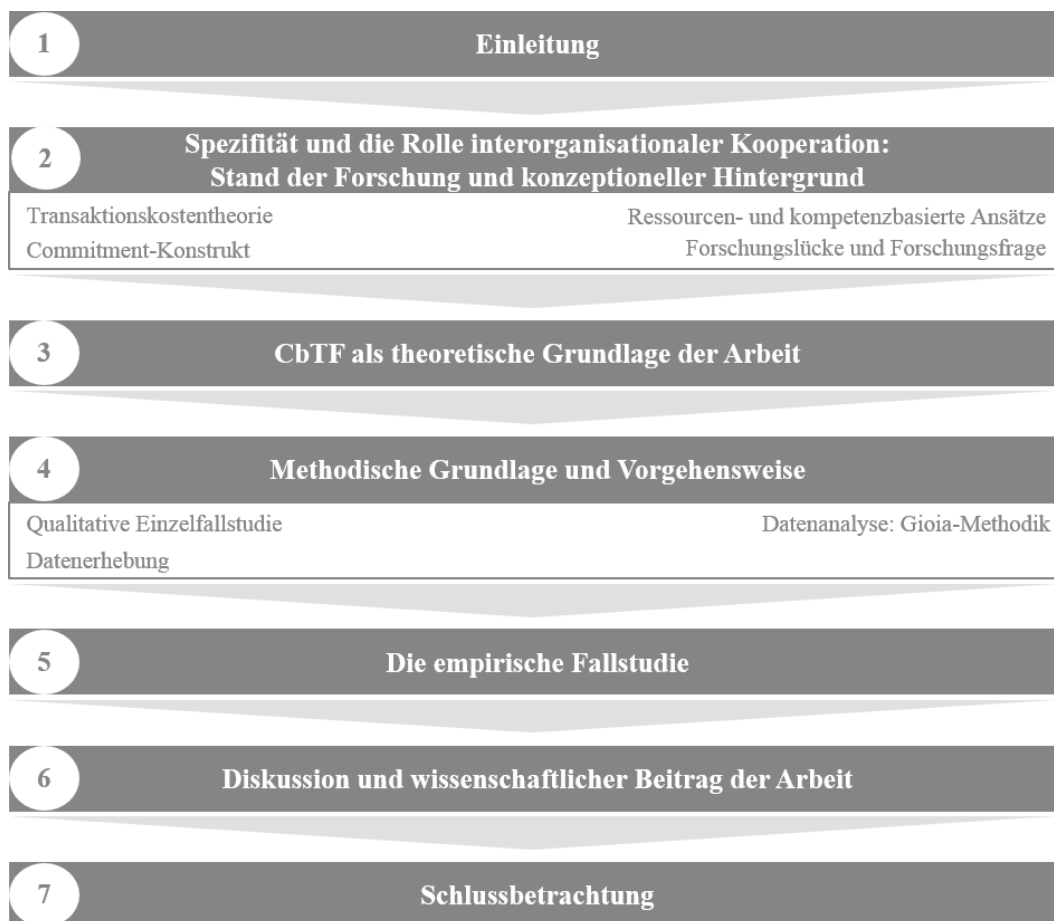 1
Einleitung
2
Spezifität und die Rolle interorganisationaler Kooperation:
Stand der Forschung und konzeptioneller Hintergrund
Transaktionskostentheorie
Commitment-Konstrukt
Ressourcen- und kompetenzbasierte Ansätze
Forschungslücke und Forschungsfrage
3
CbTF als theoretische Grundlage der Arbeit
4
Methodische Grundlage und Vorgehensweise
Qualitative Einzelfallstudie
Datenerhebung
Datenanalyse: Gioia-Methodik
5
Die empirische Fallstudie
6
Diskussion und wissenschaftlicher Beitrag der Arbeit
7
Schlussbetrachtung